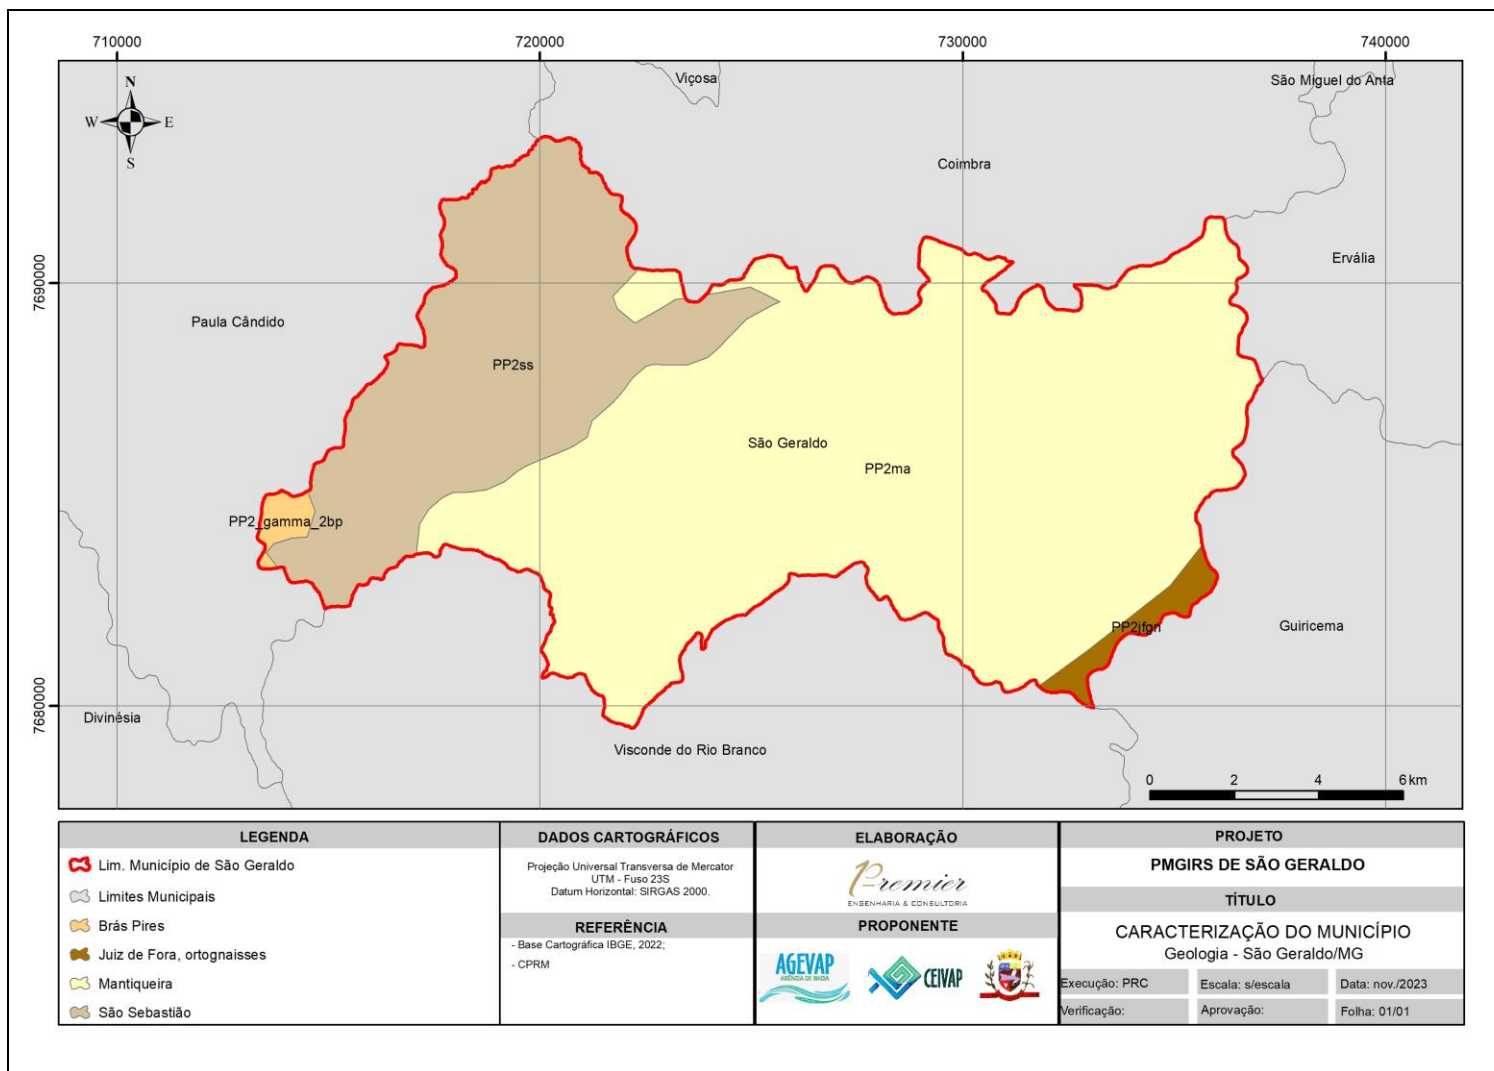 710000
720000
730000
740000
7690000
7680000
N
W
E
S
Viçosa
São Miguel do Anta
Coimbra
Ervália
Paula Cândido
PP2ss
São Geraldo
PP2ma
PP2_gamma_2bp
PP2jfgn
Guiricema
Divinésia
Visconde do Rio Branco
0 2 4 6 km
LEGENDA
Lim. Município de São Geraldo
Limites Municipais
Brás Pires
Juiz de Fora, ortognaisses
Mantiqueira
São Sebastião
DADOS CARTOGRÁFICOS
Projeção Universal Transversa de Mercator
UTM - Fuso 23S
Datum Horizontal: SIRGAS 2000.
REFERÊNCIA
- Base Cartográfica IBGE, 2022;
- CPRM
ELABORAÇÃO
Premier
ENGENHARIA & CONSULTORIA
PROPONENTE
AGEVAP
AGÊNCIA DE BACIA
CEIVAP
PROJETO
PMGIRS DE SÃO GERALDO
TÍTULO
CARACTERIZAÇÃO DO MUNICÍPIO
Geologia - São Geraldo/MG
Execução: PRC
Escala: s/escala
Data: nov./2023
Verificação:
Aprovação:
Folha: 01/01